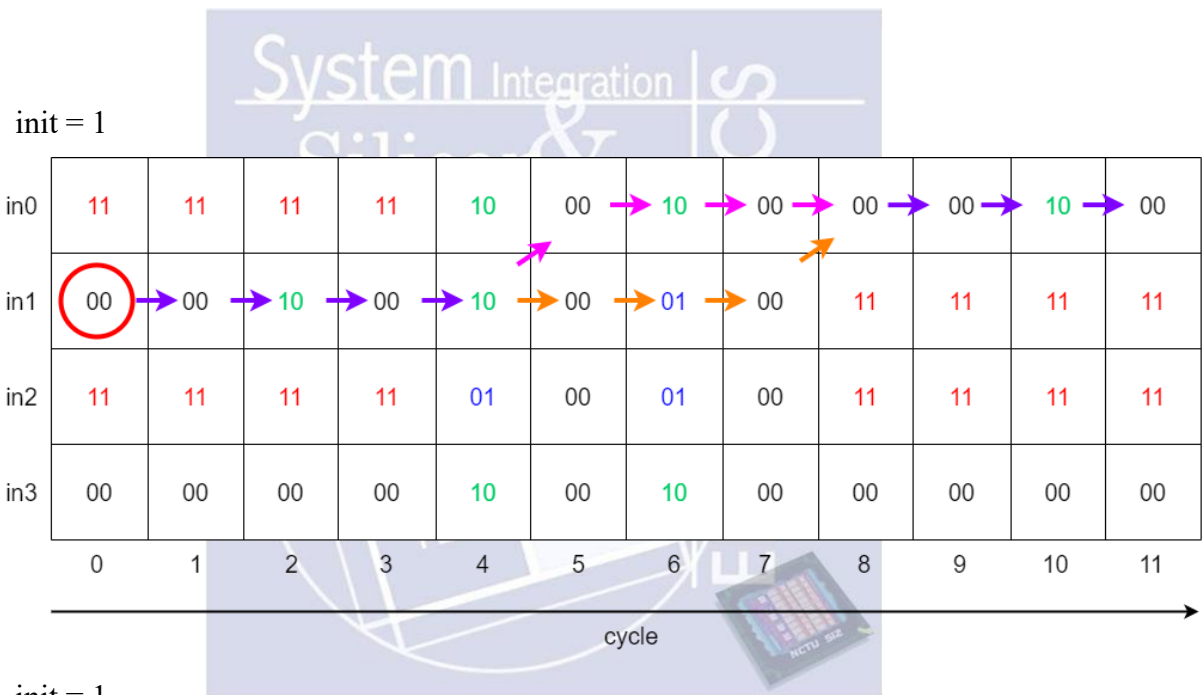 System Integration
&
Silicon
CS
init = 1
in0 11 11 11 11 10 00 10 00 00 00 10 00
in1 00 00 10 00 10 00 01 00 11 11 11 11
in2 11 11 11 11 01 00 01 00 11 11 11 11
in3 00 00 00 00 10 00 10 00 00 00 00 00
0 1 2 3 4 5 6 7 8 9 10 11
cycle
NCTU SI2
init = 1